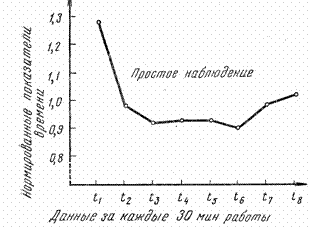 Нормированные показатели
времени
1,3
1,2
1,1
1,0
0,9
0,8
Простое наблюдение
t1 t2 t3 t4 t5 t6 t7 t8
Данные за каждые 30 мин работы